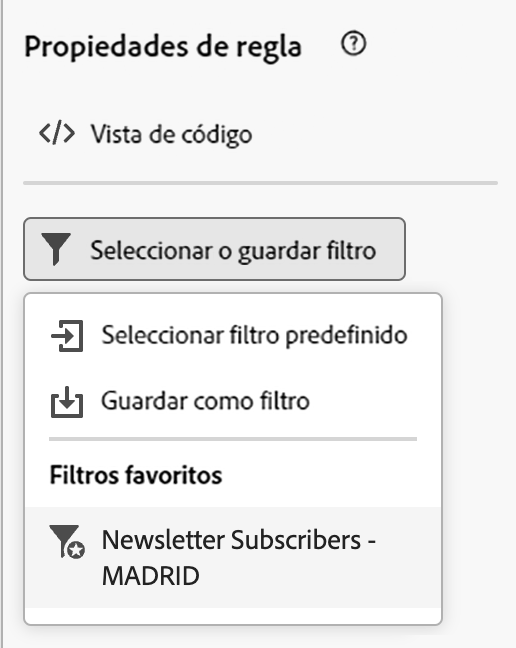 Propiedades de regla
</> Vista de código
Seleccionar o guardar filtro
Seleccionar filtro predefinido
Guardar como filtro
Filtros favoritos
Newsletter Subscribers -
MADRID